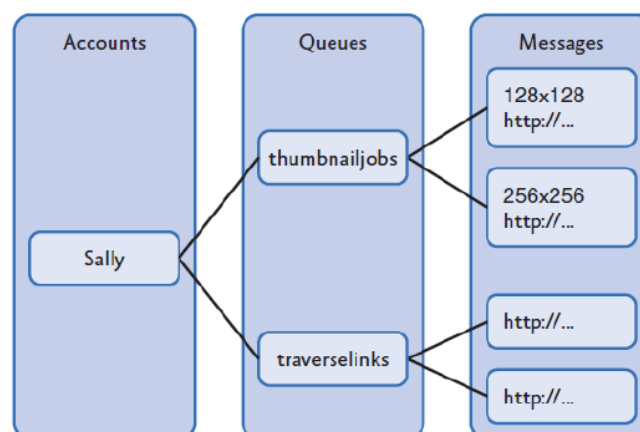 Accounts
Queues
Messages
Sally
thumbnailjobs
traverselinks
128x128
http://...
256x256
http://...
http://...
http://...